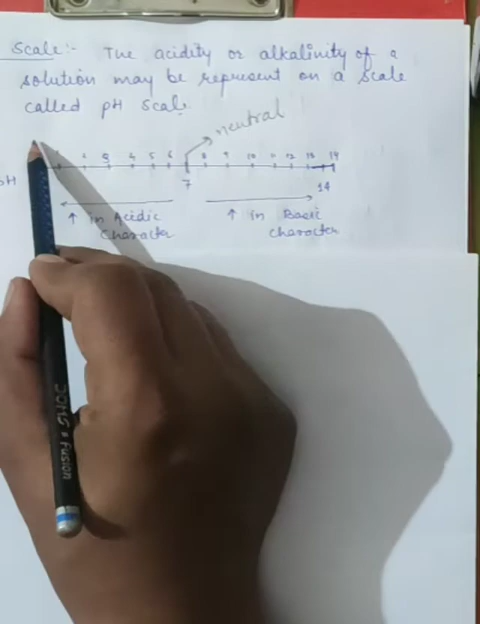 Scale:- The acidity or alkalinity of a
solution may be represent on a scale
called pH Scale
neutral
2 3 4 5 6 8 9 10 11 12 13 14
pH
7
14
↑ in Acidic
character
↑ in Basic
character
DOMS Fusion